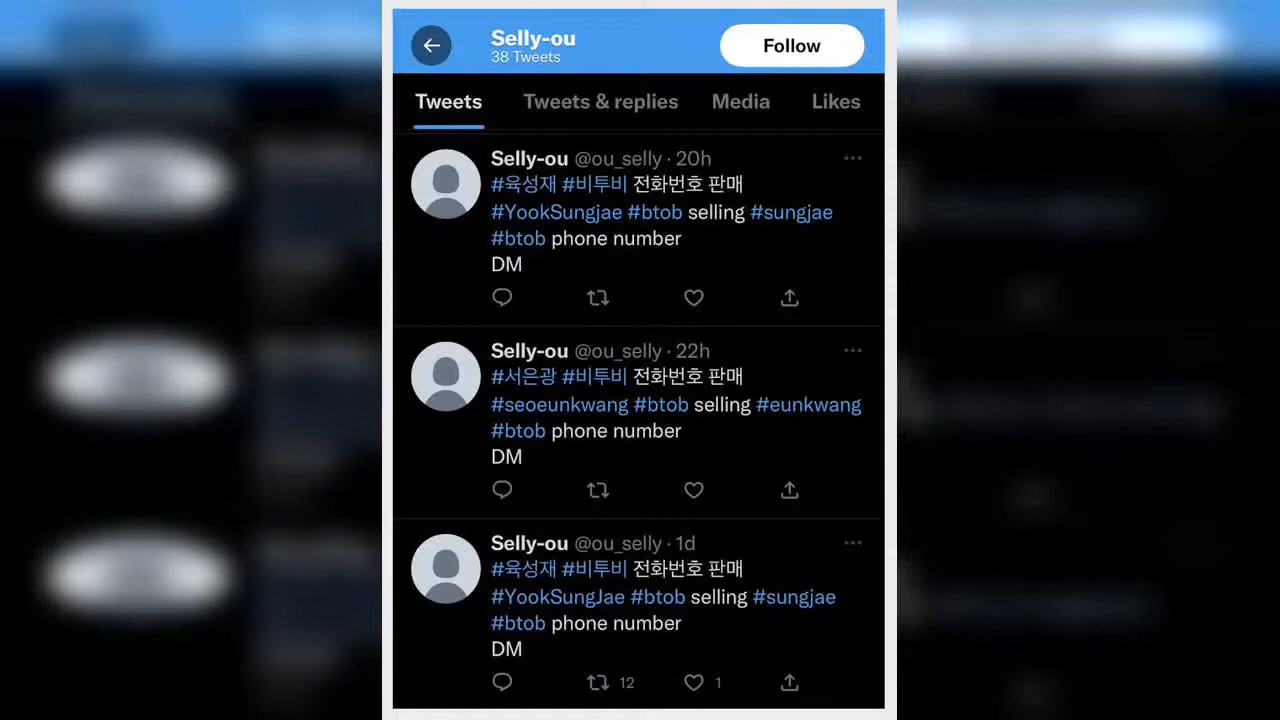 Selly-ou
38 Tweets
Follow
Tweets Tweets & replies Media Likes
Selly-ou @ou_selly · 20h
#육성재 #비투비 전화번호 판매
#YookSungjae #btob selling #sungjae
#btob phone number
DM
Selly-ou @ou_selly · 22h
#서은광 #비투비 전화번호 판매
#seoeunkwang #btob selling #eunkwang
#btob phone number
DM
Selly-ou @ou_selly · 1d
#육성재 #비투비 전화번호 판매
#YookSungJae #btob selling #sungjae
#btob phone number
DM
12 1